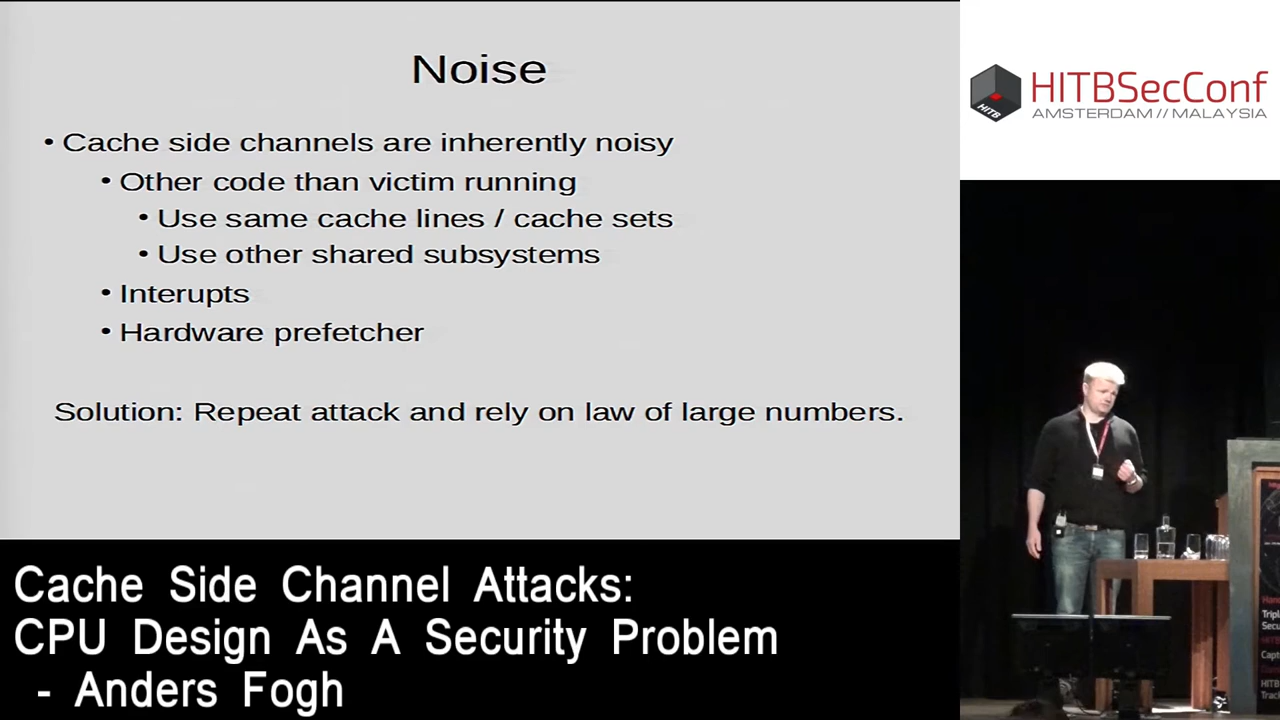 Noise
• Cache side channels are inherently noisy
• Other code than victim running
• Use same cache lines / cache sets
• Use other shared subsystems
• Interupts
• Hardware prefetcher
Solution: Repeat attack and rely on law of large numbers.
HITB
HITBSecConf
AMSTERDAM // MALAYSIA
Cache Side Channel Attacks:
CPU Design As A Security Problem
- Anders Fogh